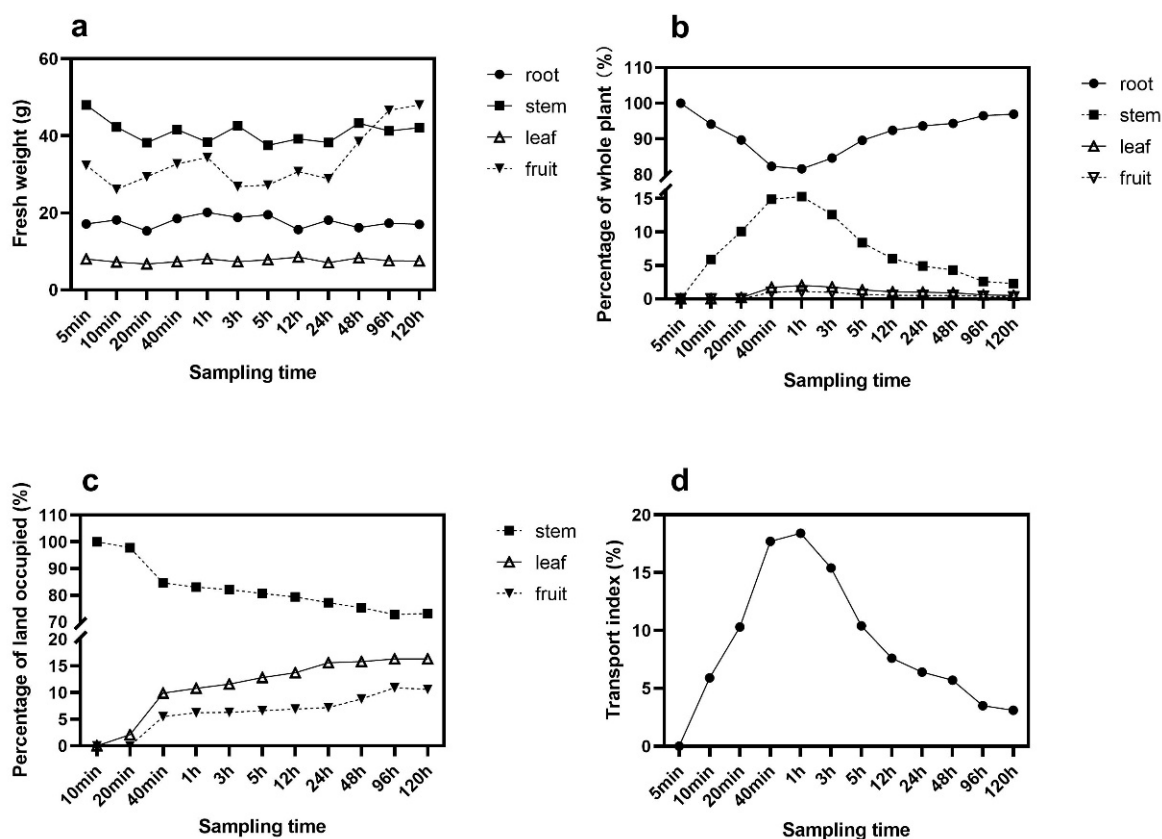 a
Fresh weight (g)
60
40
20
0
5min 10min 20min 40min 1h 3h 5h 12h 24h 48h 96h 120h
Sampling time
root
stem
leaf
fruit
b
Percentage of whole plant（%）
110
100
90
80
15
10
5
0
5min 10min 20min 40min 1h 3h 5h 12h 24h 48h 96h 120h
Sampling time
root
stem
leaf
fruit
c
Percentage of land occupied (%)
110
100
90
80
70
20
15
10
5
0
10min 20min 40min 1h 3h 5h 12h 24h 48h 96h 120h
Sampling time
stem
leaf
fruit
d
Transport index (%)
20
15
10
5
0
5min 10min 20min 40min 1h 3h 5h 12h 24h 48h 96h 120h
Sampling time